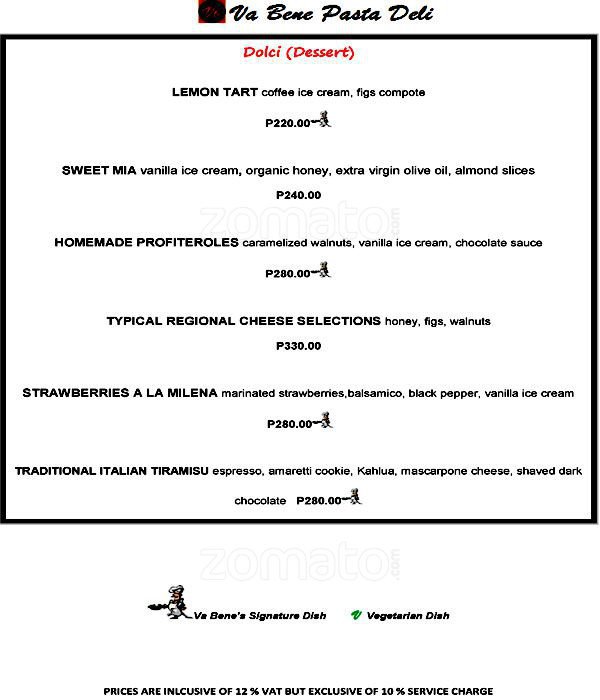 Va Bene Pasta Deli
Dolci (Dessert)
LEMON TART coffee ice cream, figs compote
P220.00
SWEET MIA vanilla ice cream, organic honey, extra virgin olive oil, almond slices
P240.00
zomato.com
HOMEMADE PROFITEROLES caramelized walnuts, vanilla ice cream, chocolate sauce
P280.00
TYPICAL REGIONAL CHEESE SELECTIONS honey, figs, walnuts
P330.00
STRAWBERRIES A LA MILENA marinated strawberries,balsamico, black pepper, vanilla ice cream
P280.00
TRADITIONAL ITALIAN TIRAMISU espresso, amaretti cookie, Kahlua, mascarpone cheese, shaved dark
chocolate P280.00
zomato.com
Va Bene's Signature Dish V Vegetarian Dish
PRICES ARE INLCUSIVE OF 12 % VAT BUT EXCLUSIVE OF 10 % SERVICE CHARGE